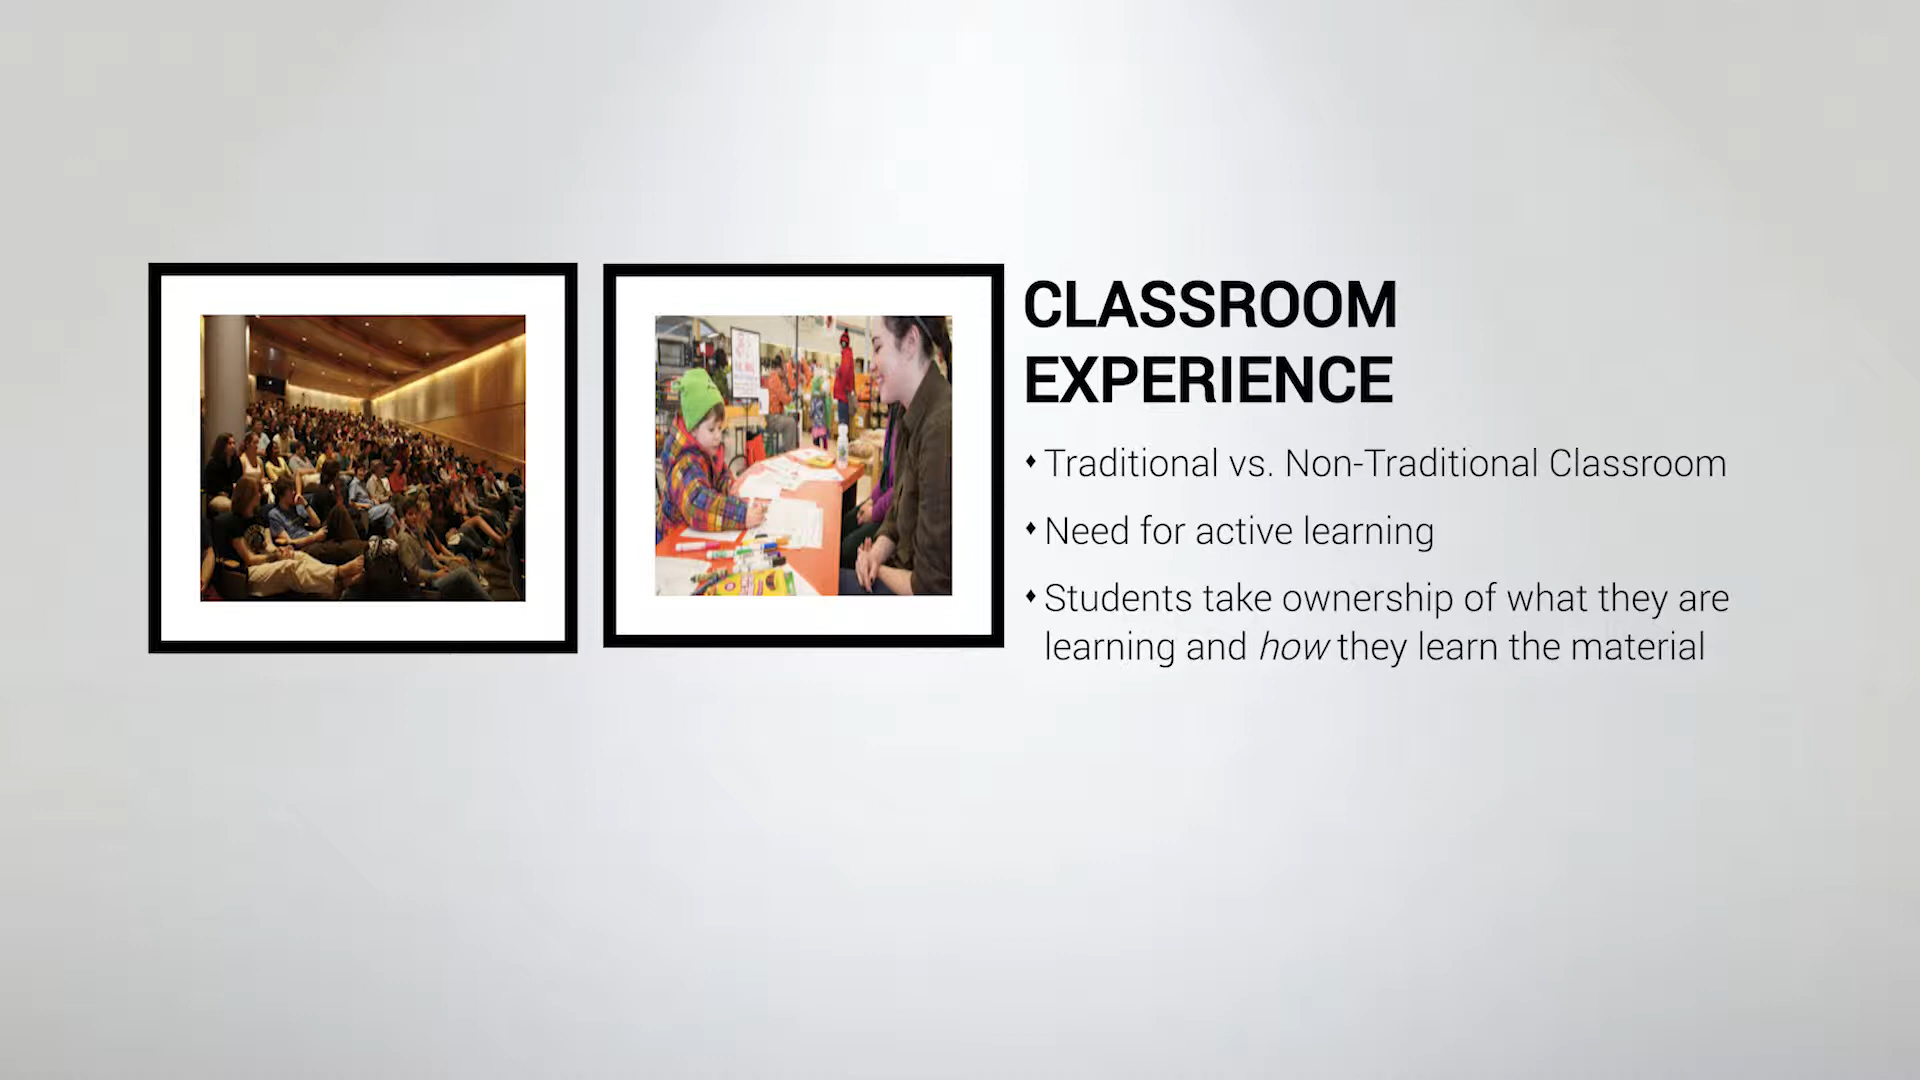 CLASSROOM
EXPERIENCE
Traditional vs. Non-Traditional Classroom
Need for active learning
Students take ownership of what they are
learning and how they learn the material